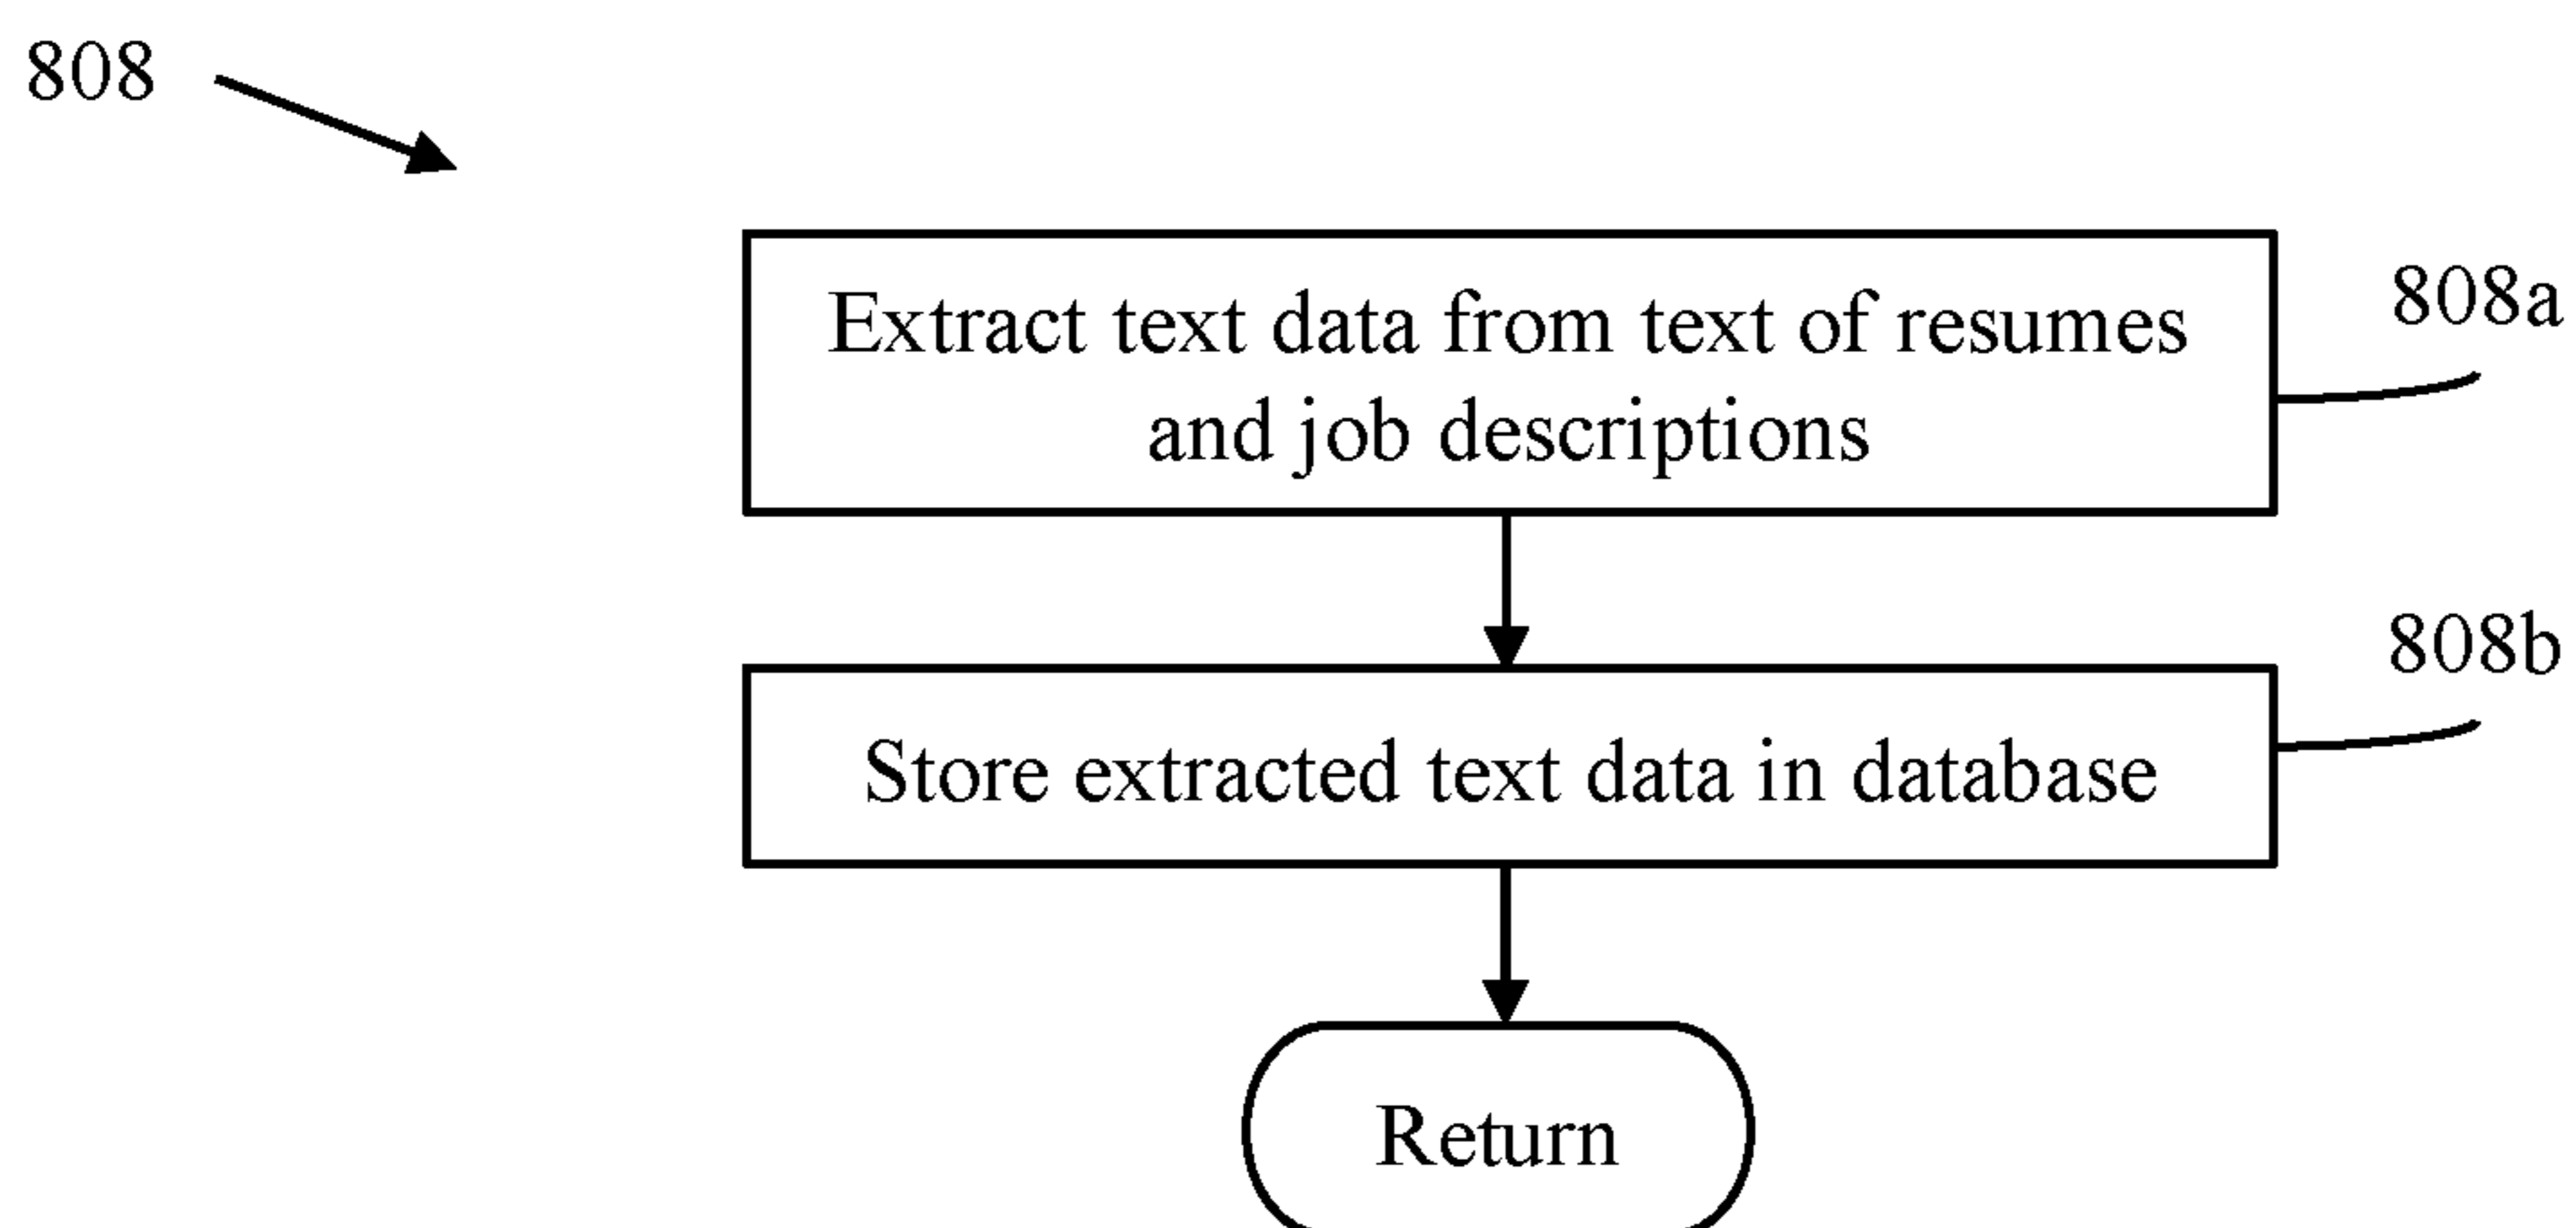 808
Extract text data from text of resumes
and job descriptions
808a
Store extracted text data in database
808b
Return